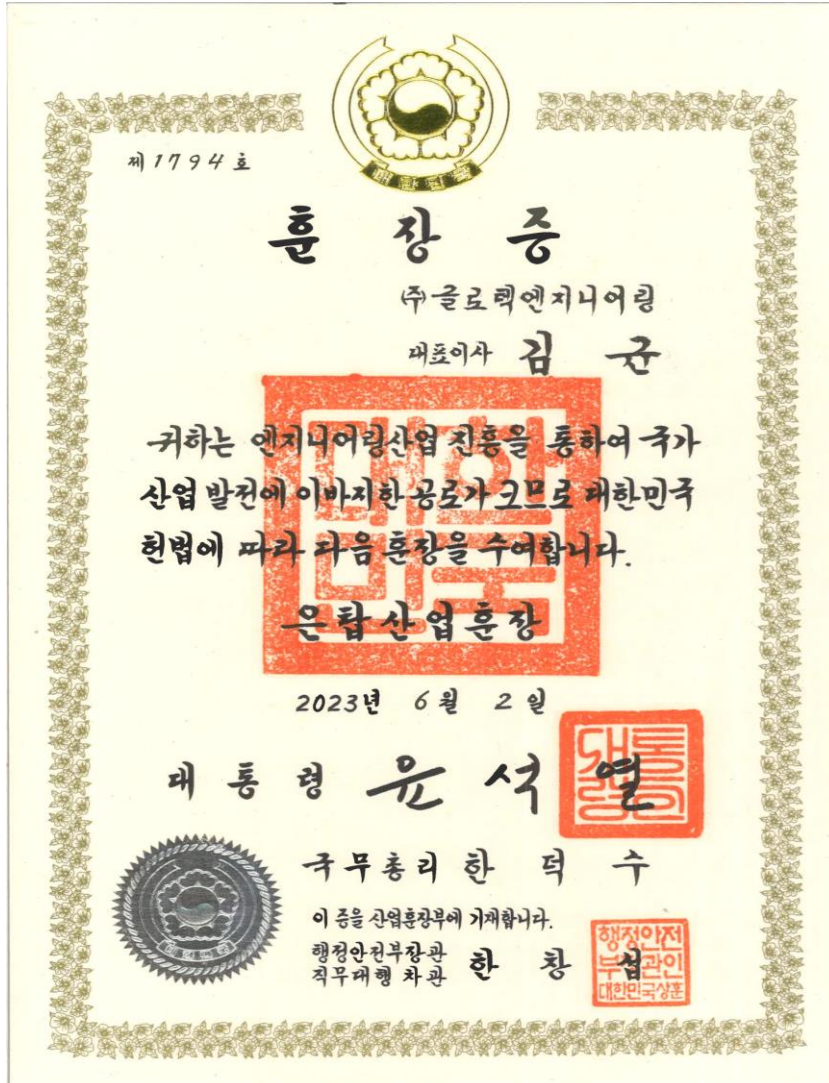 대한민국
제1794호
훈장증
(주)글로텍엔지니어링
대표이사 김균
귀하는 엔지니어링산업 진흥을 통하여 국가
산업 발전에 이바지한 공로가 크므로 대한민국
헌법에 따라 다음 훈장을 수여합니다.
은탑산업훈장
2023년 6월 2일
대통령 윤석열
국무총리 한덕수
이 증을 산업훈장부에 기재합니다.
행정안전부장관
직무대행 차관 한창섭
행정안전
부장관인
대한민국상훈